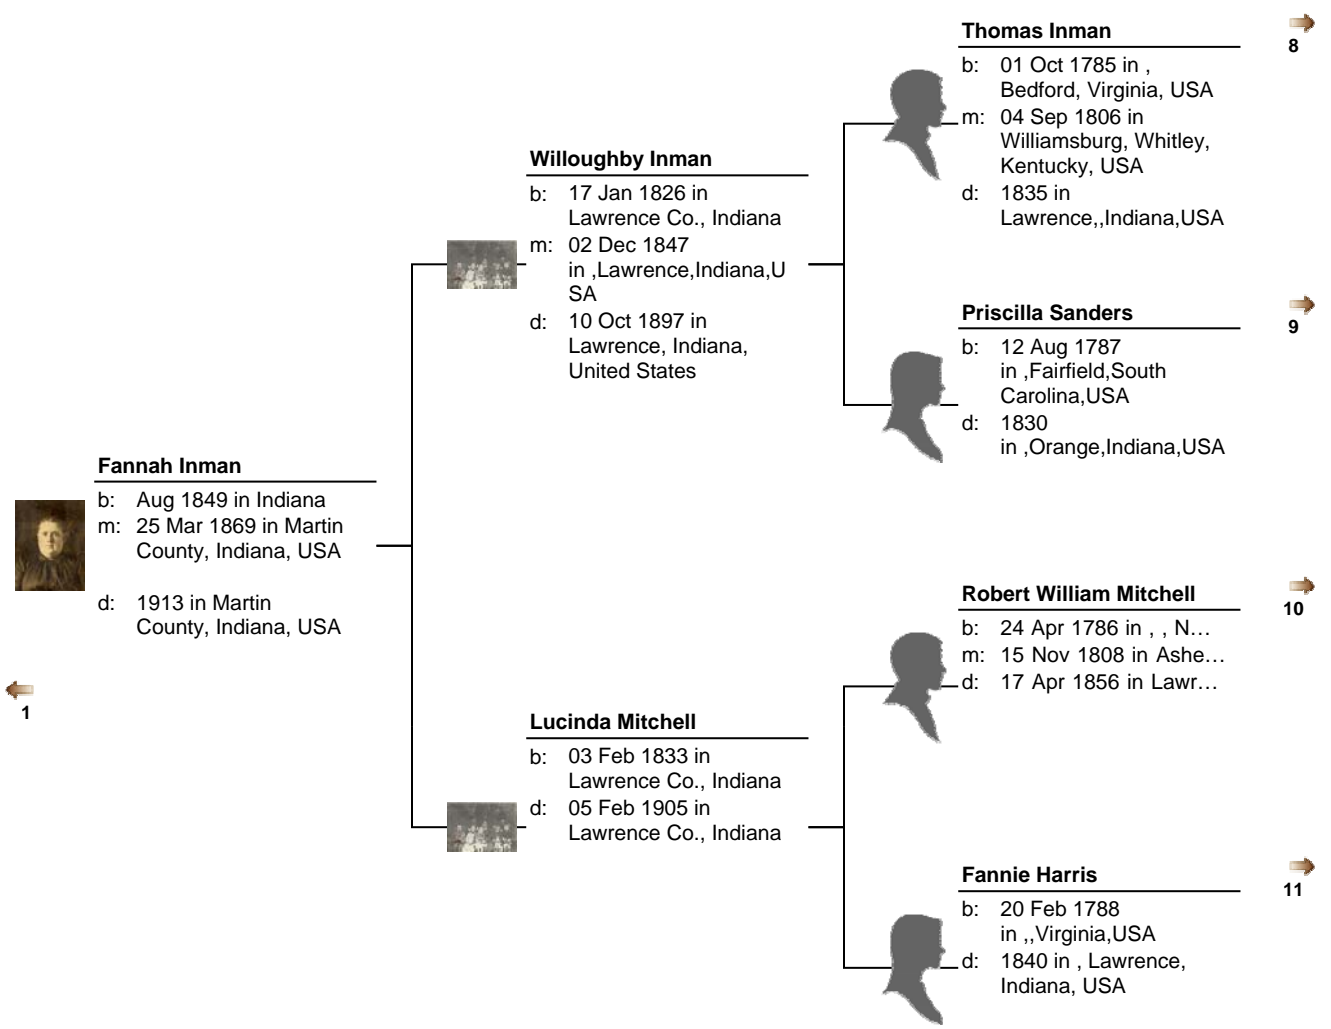 Thomas Inman
b: 01 Oct 1785 in ,
Bedford, Virginia, USA
m: 04 Sep 1806 in
Williamsburg, Whitley,
Kentucky, USA
d: 1835 in
Lawrence,,Indiana,USA
8
Willoughby Inman
b: 17 Jan 1826 in
Lawrence Co., Indiana
m: 02 Dec 1847
in ,Lawrence,Indiana,U
SA
d: 10 Oct 1897 in
Lawrence, Indiana,
United States
Priscilla Sanders
b: 12 Aug 1787
in ,Fairfield,South
Carolina,USA
d: 1830
in ,Orange,Indiana,USA
9
Fannah Inman
b: Aug 1849 in Indiana
m: 25 Mar 1869 in Martin
County, Indiana, USA
d: 1913 in Martin
County, Indiana, USA
1
Robert William Mitchell
b: 24 Apr 1786 in , , N…
m: 15 Nov 1808 in Ashe…
d: 17 Apr 1856 in Lawr…
10
Lucinda Mitchell
b: 03 Feb 1833 in
Lawrence Co., Indiana
d: 05 Feb 1905 in
Lawrence Co., Indiana
Fannie Harris
b: 20 Feb 1788
in ,,Virginia,USA
d: 1840 in , Lawrence,
Indiana, USA
11